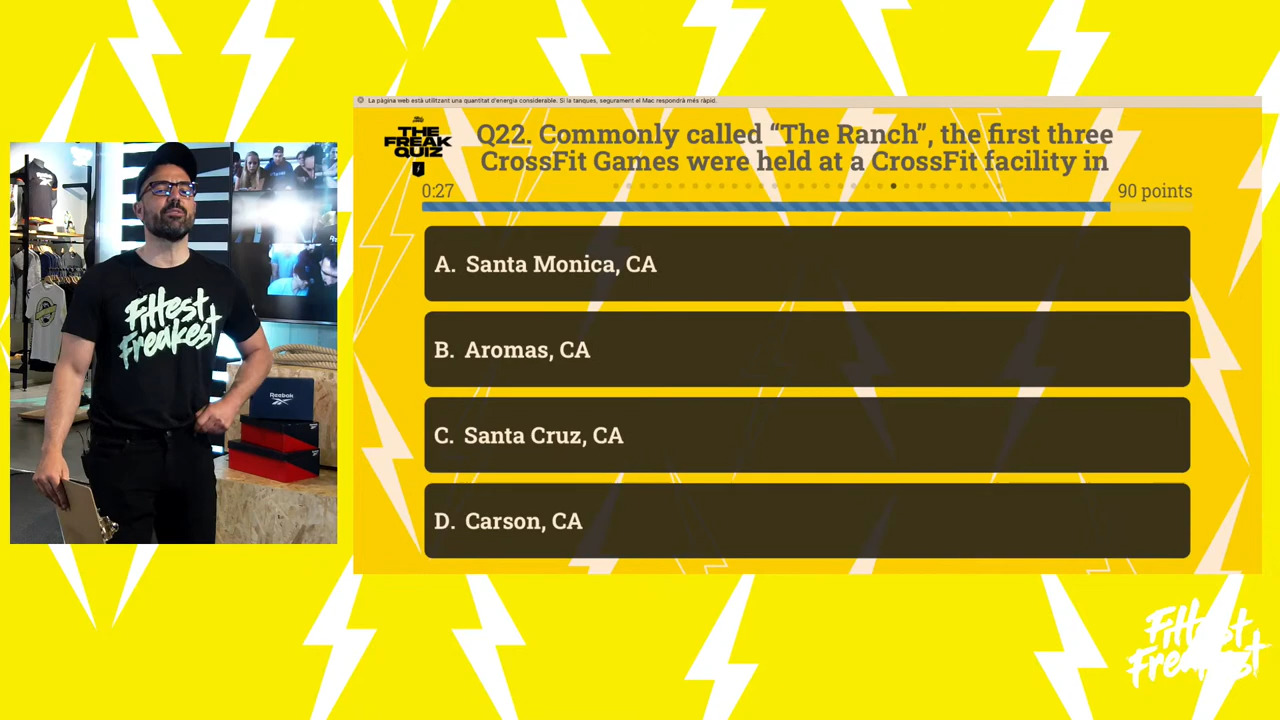 La pàgina web està utilitzant una quantitat d'energia considerable. Si la tanques, segurament el Mac respondrà més ràpid.
THE
FREAK
QUIZ
Q22. Commonly called “The Ranch”, the first three
CrossFit Games were held at a CrossFit facility in
0:27
90 points
A. Santa Monica, CA
B. Aromas, CA
C. Santa Cruz, CA
D. Carson, CA
Fittest
Freakest
Reebok
Fittest
Freakest